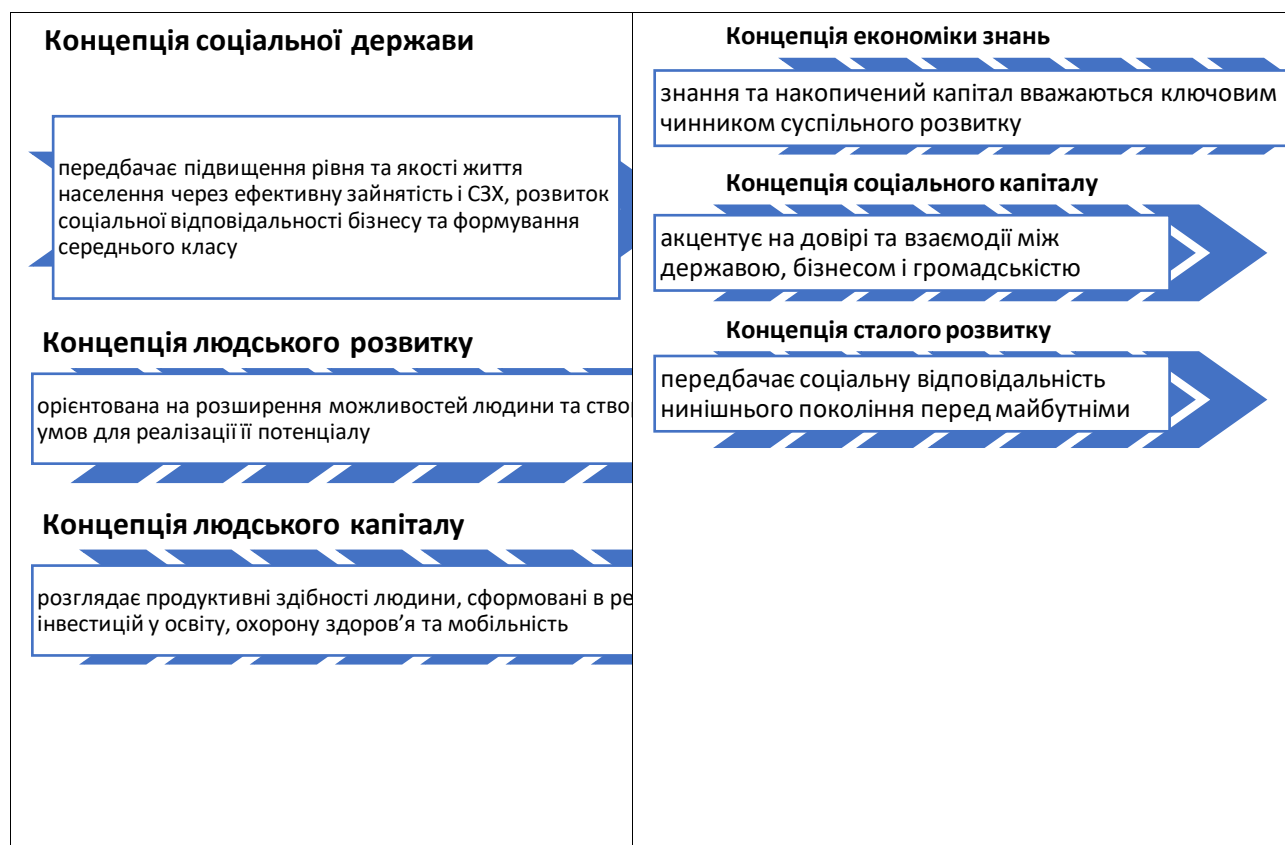 Концепція соціальної держави
передбачає підвищення рівня та якості життя
населення через ефективну зайнятість і СЗХ, розвиток
соціальної відповідальності бізнесу та формування
середнього класу
Концепція людського розвитку
орієнтована на розширення можливостей людини та
умов для реалізації її потенціалу
Концепція людського капіталу
розглядає продуктивні здібності людини, сформовані в
інвестицій у освіту, охорону здоров’я та мобільність
Концепція економіки знань
знання та накопичений капітал вважаються ключовим
чинником суспільного розвитку
Концепція соціального капіталу
акцентує на довірі та взаємодії між
державою, бізнесом і громадськістю
Концепція сталого розвитку
передбачає соціальну відповідальність
нинішнього покоління перед майбутніми